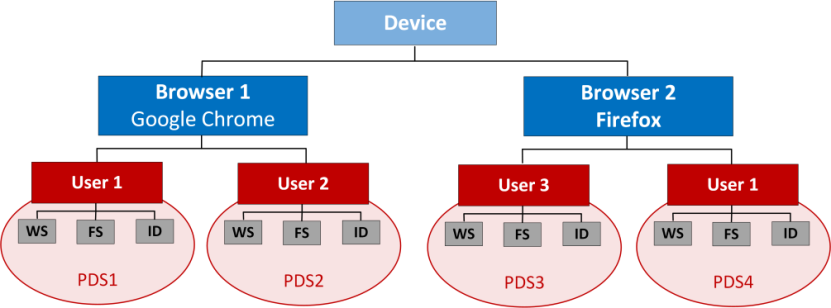 Device
Browser 1
Google Chrome
Browser 2
Firefox
User 1
User 2
User 3
User 1
WS FS ID
WS FS ID
WS FS ID
WS FS ID
PDS1
PDS2
PDS3
PDS4